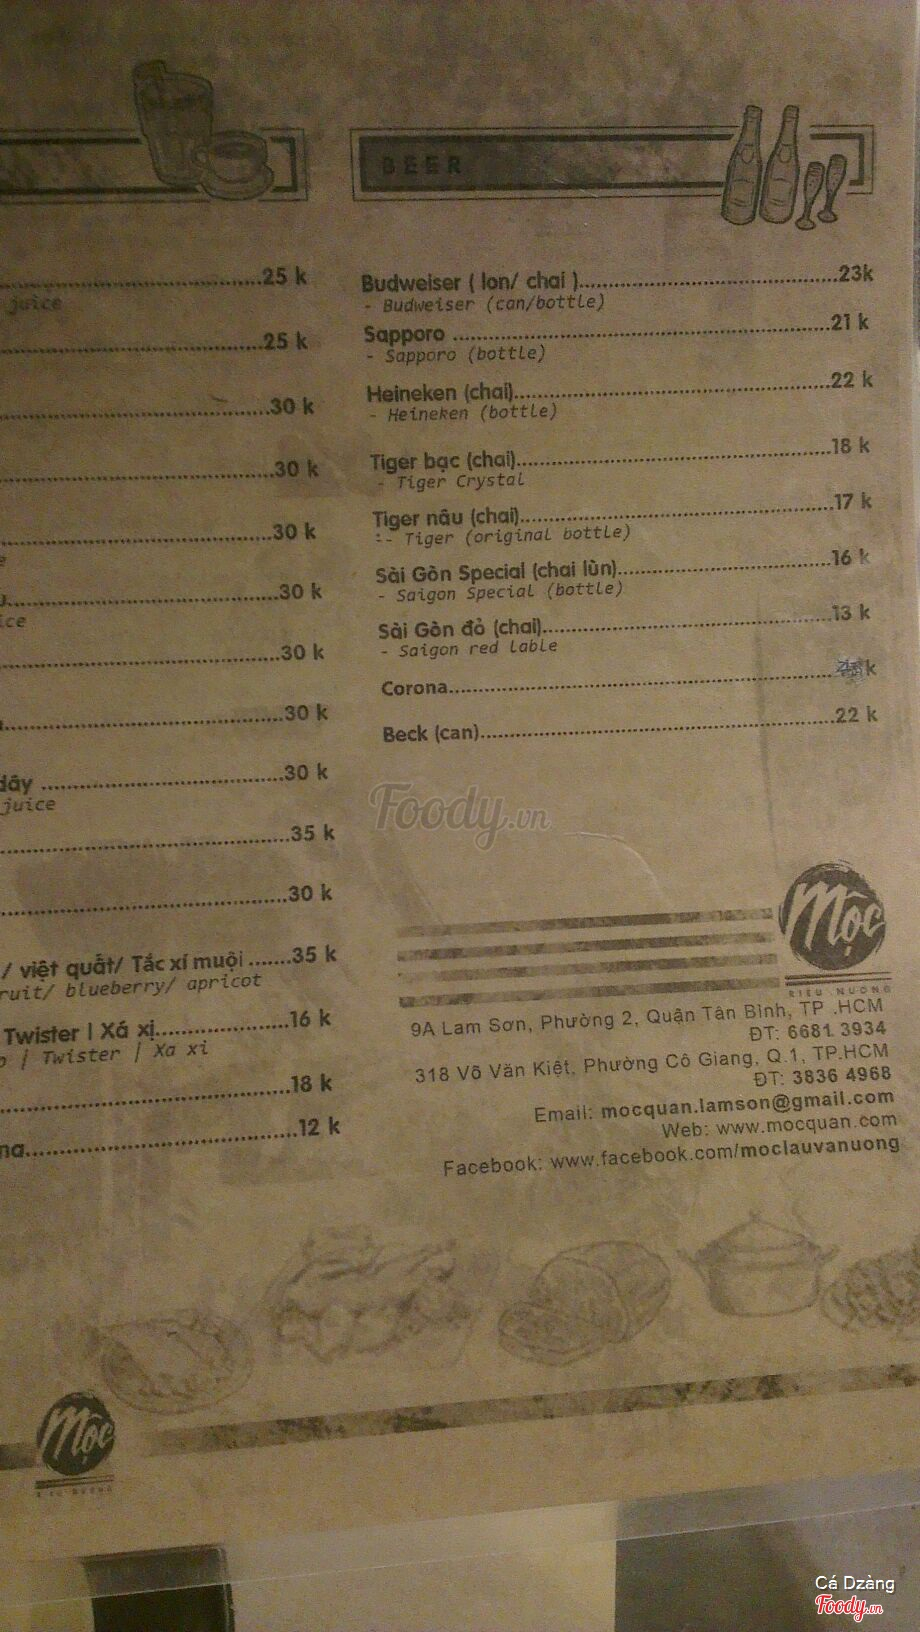 BEER
25 k
juice
25 k
30 k
30 k
30 k
30 k
30 k
30 k
dây 30 k
juice
35 k
30 k
/ việt quất/ Tắc xí muội .......35 k
ruit/ blueberry/ apricot
Twister | Xá xị 16 k
| Twister | Xa xi
18 k
12 k
Budweiser ( lon/ chai ) 23k
- Budweiser (can/bottle)
Sapporo 21 k
- Sapporo (bottle)
Heineken (chai) 22 k
- Heineken (bottle)
Tiger bạc (chai) 18 k
- Tiger Crystal
Tiger nâu (chai) 17 k
:- Tiger (original bottle)
Sài Gòn Special (chai lùn) 16 k
- Saigon Special (bottle)
Sài Gòn đỏ (chai) 13 k
- Saigon red lable
Corona k
Beck (can) 22 k
Foody.vn
Mộc
RIÊU NƯỚNG
9A Lam Sơn, Phường 2, Quận Tân Bình, TP .HCM
ĐT: 6681 3934
318 Võ Văn Kiệt, Phường Cô Giang, Q.1, TP.HCM
ĐT: 3836 4968
Email: mocquan.lamson@gmail.com
Web: www.mocquan.com
Facebook: www.facebook.com/moclauvanuong
Mộc
Cá Dzàng
Foody.vn